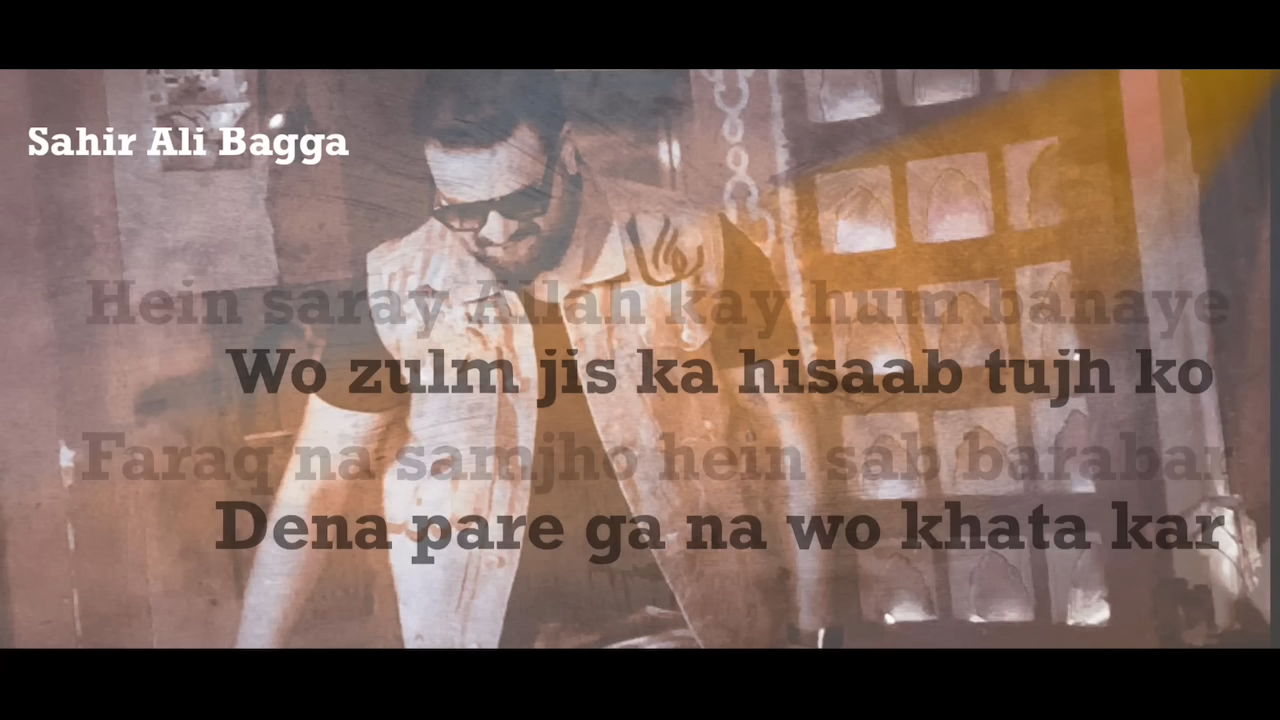 Sahir Ali Bagga
Hein saray Allah kay hum banaye
Wo zulm jis ka hisaab tujh ko
Faraq na samjho hein sab barabar
Dena pare ga na wo khata kar